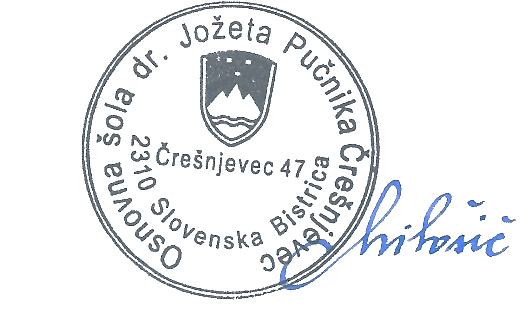 Osnovna šola dr. Jožeta Pučnika Črešnjevec
Črešnjevec 47
2310 Slovenska Bistrica